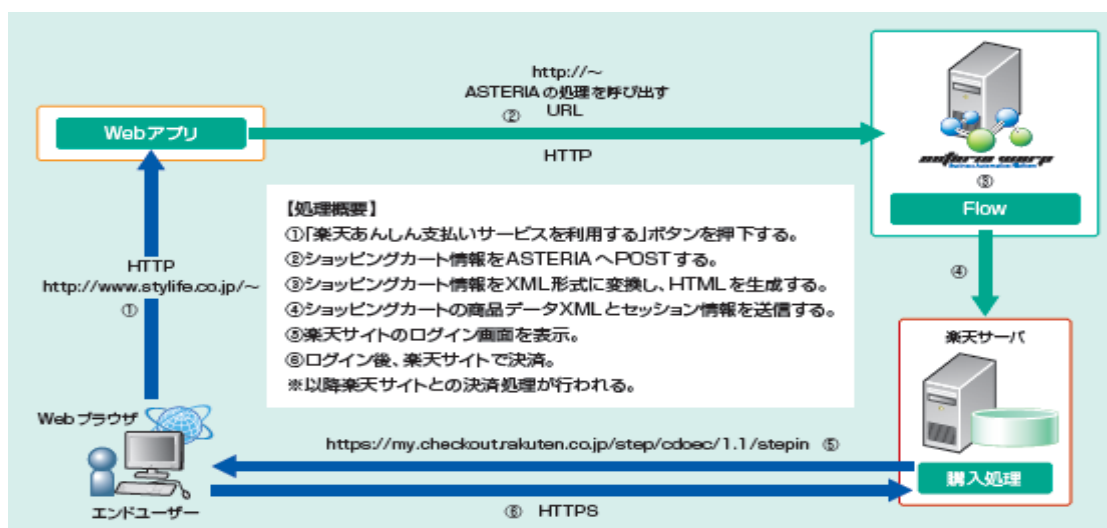 http://～
ASTERIAの処理を呼び出す
② URL
HTTP
Webアプリ
asteria warp
③
Flow
【処理概要】
①「楽天あんしん支払いサービスを利用する」ボタンを押下する。
②ショッピングカート情報をASTERIAへPOSTする。
③ショッピングカート情報をXML形式に変換し、HTMLを生成する。
④ショッピングカートの商品データXMLとセッション情報を送信する。
⑤楽天サイトのログイン画面を表示。
⑥ログイン後、楽天サイトで決済。
※以降楽天サイトとの決済処理が行われる。
HTTP
http://www.stylife.co.jp/～
①
④
楽天サーバ
購入処理
Webブラウザ
エンドユーザー
https://my.checkout.rakuten.co.jp/step/cdoec/1.1/stepin ⑤
⑥ HTTPS